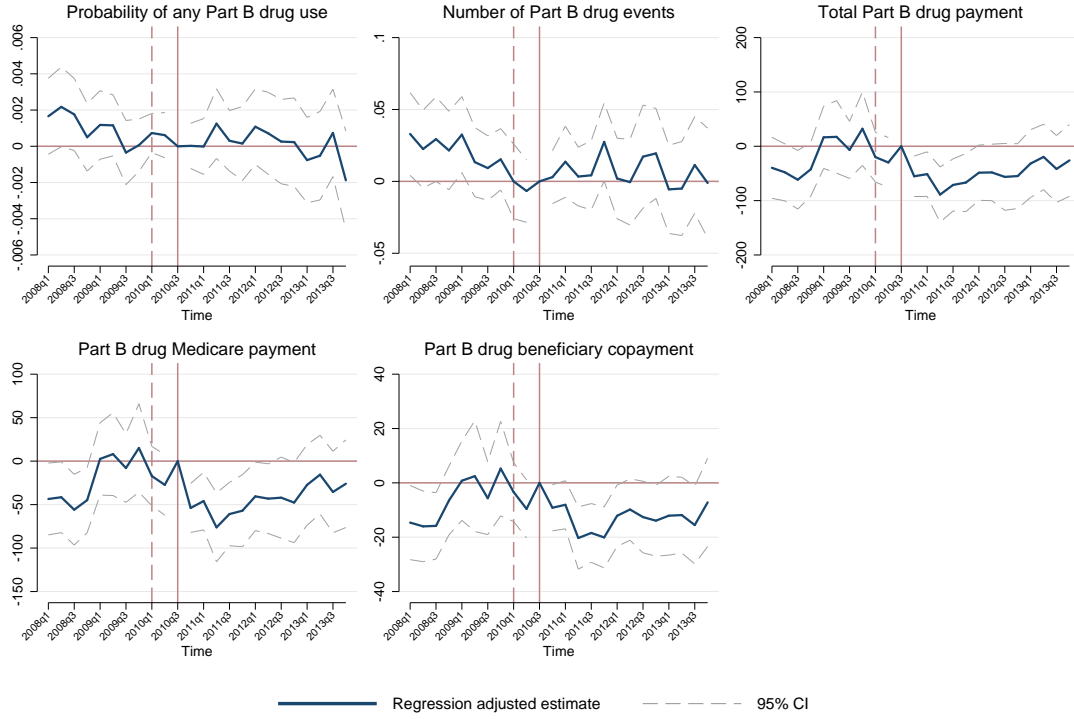 Probability of any Part B drug use
.006
.004
.002
0
-.002
-.004
-.006
2008q1
2008q3
2009q1
2009q3
2010q1
2010q3
2011q1
2011q3
2012q1
2012q3
2013q1
2013q3
Time
Number of Part B drug events
.1
.05
0
-.05
2008q1
2008q3
2009q1
2009q3
2010q1
2010q3
2011q1
2011q3
2012q1
2012q3
2013q1
2013q3
Time
Total Part B drug payment
200
100
0
-100
-200
2008q1
2008q3
2009q1
2009q3
2010q1
2010q3
2011q1
2011q3
2012q1
2012q3
2013q1
2013q3
Time
Part B drug Medicare payment
100
50
0
-50
-100
-150
2008q1
2008q3
2009q1
2009q3
2010q1
2010q3
2011q1
2011q3
2012q1
2012q3
2013q1
2013q3
Time
Part B drug beneficiary copayment
40
20
0
-20
-40
2008q1
2008q3
2009q1
2009q3
2010q1
2010q3
2011q1
2011q3
2012q1
2012q3
2013q1
2013q3
Time
Regression adjusted estimate
95% CI